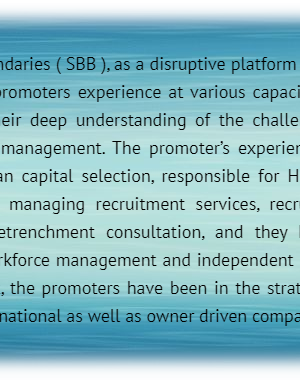 ndaries ( SBB ), as a disruptive platform
promoters experience at various capaci
eir deep understanding of the challe
management. The promoter's experien
an capital selection, responsible for H
managing recruitment services, recru
etrenchment consultation, and they
rkforce management and independent
, the promoters have been in the strat
national as well as owner driven compa